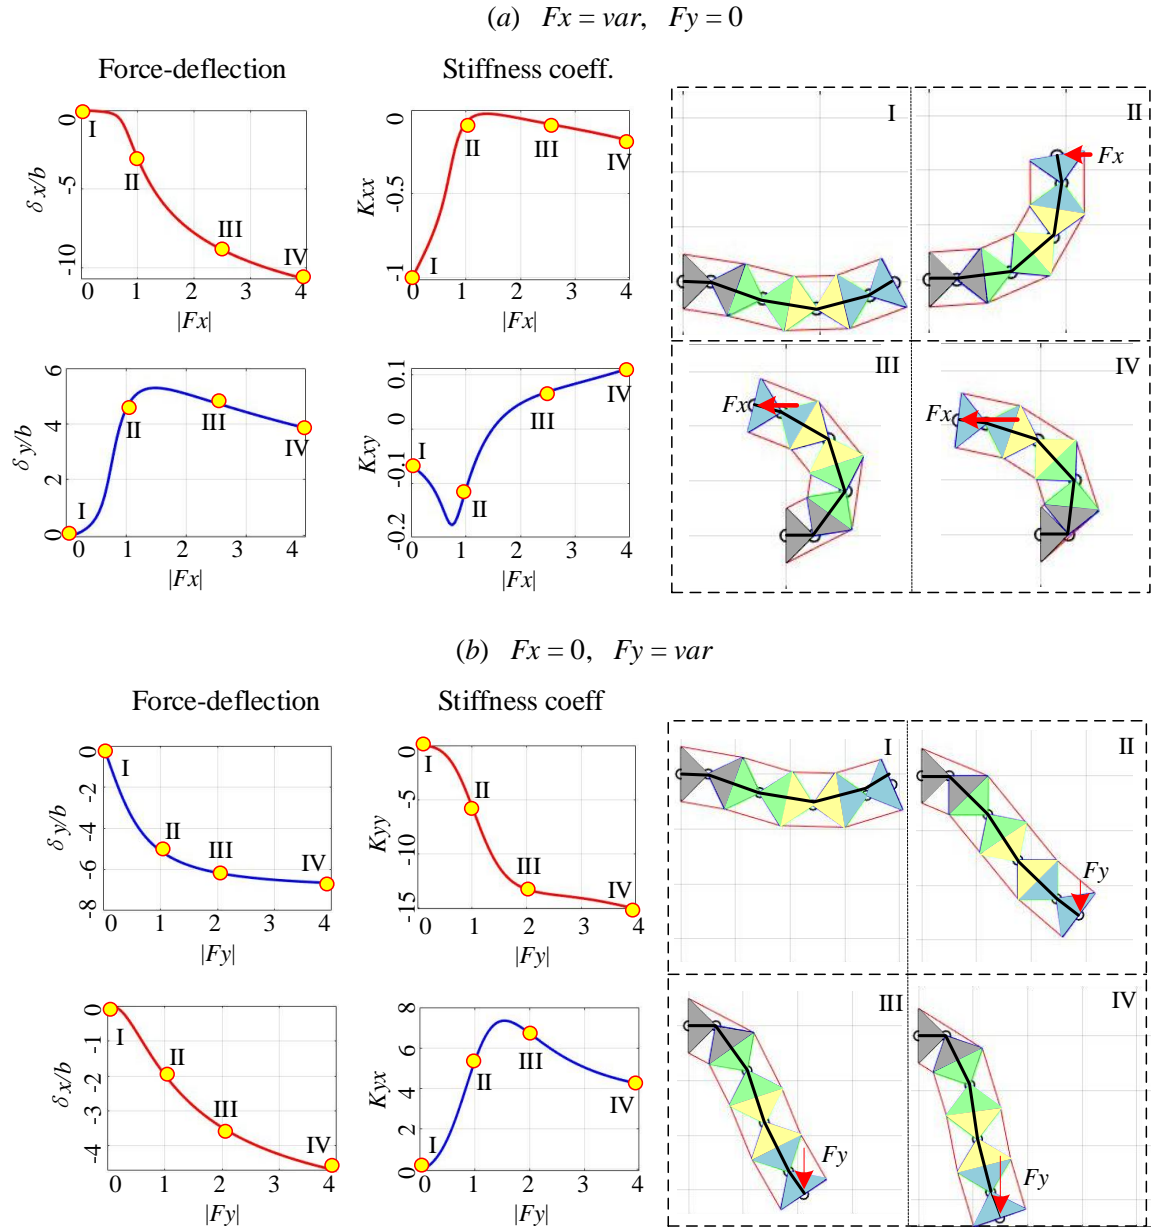 (a) Fx = var, Fy = 0
Force-deflection
Stiffness coeff.
δx/b
0
-5
-10
I
II
III
IV
0 1 2 3 4
|Fx|
Kxx
0
-0.5
-1
I
II
III
IV
0 1 2 3 4
|Fx|
I
II
Fx
δy/b
6
4
2
0
I
II
III
IV
0 1 2 3 4
|Fx|
Kxy
0.1
0
-0.1
-0.2
I
II
III
IV
0 1 2 3 4
|Fx|
III
Fx
IV
Fx
(b) Fx = 0, Fy = var
Force-deflection
Stiffness coeff
δy/b
0
-2
-4
-6
-8
I
II
III
IV
0 1 2 3 4
|Fy|
Kyy
0
-5
-10
-15
I
II
III
IV
0 1 2 3 4
|Fy|
I
II
Fy
δx/b
0
-1
-2
-3
-4
I
II
III
IV
0 1 2 3 4
|Fy|
Kyx
8
6
4
2
0
I
II
III
IV
0 1 2 3 4
|Fy|
III
Fy
IV
Fy